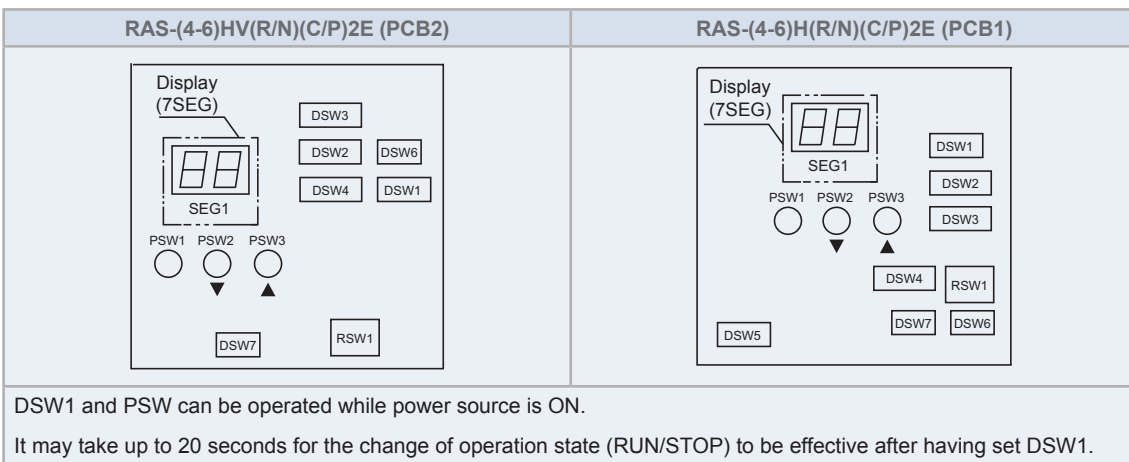 RAS-(4-6)HV(R/N)(C/P)2E (PCB2)
RAS-(4-6)H(R/N)(C/P)2E (PCB1)
Display
(7SEG)
DSW3
DSW2 DSW6
SEG1
DSW4 DSW1
PSW1 PSW2 PSW3
▼ ▲
DSW7 RSW1
Display
(7SEG)
DSW1
SEG1
DSW2
PSW1 PSW2 PSW3
DSW3
▼ ▲
DSW4 RSW1
DSW7 DSW6
DSW5
DSW1 and PSW can be operated while power source is ON.
It may take up to 20 seconds for the change of operation state (RUN/STOP) to be effective after having set DSW1.